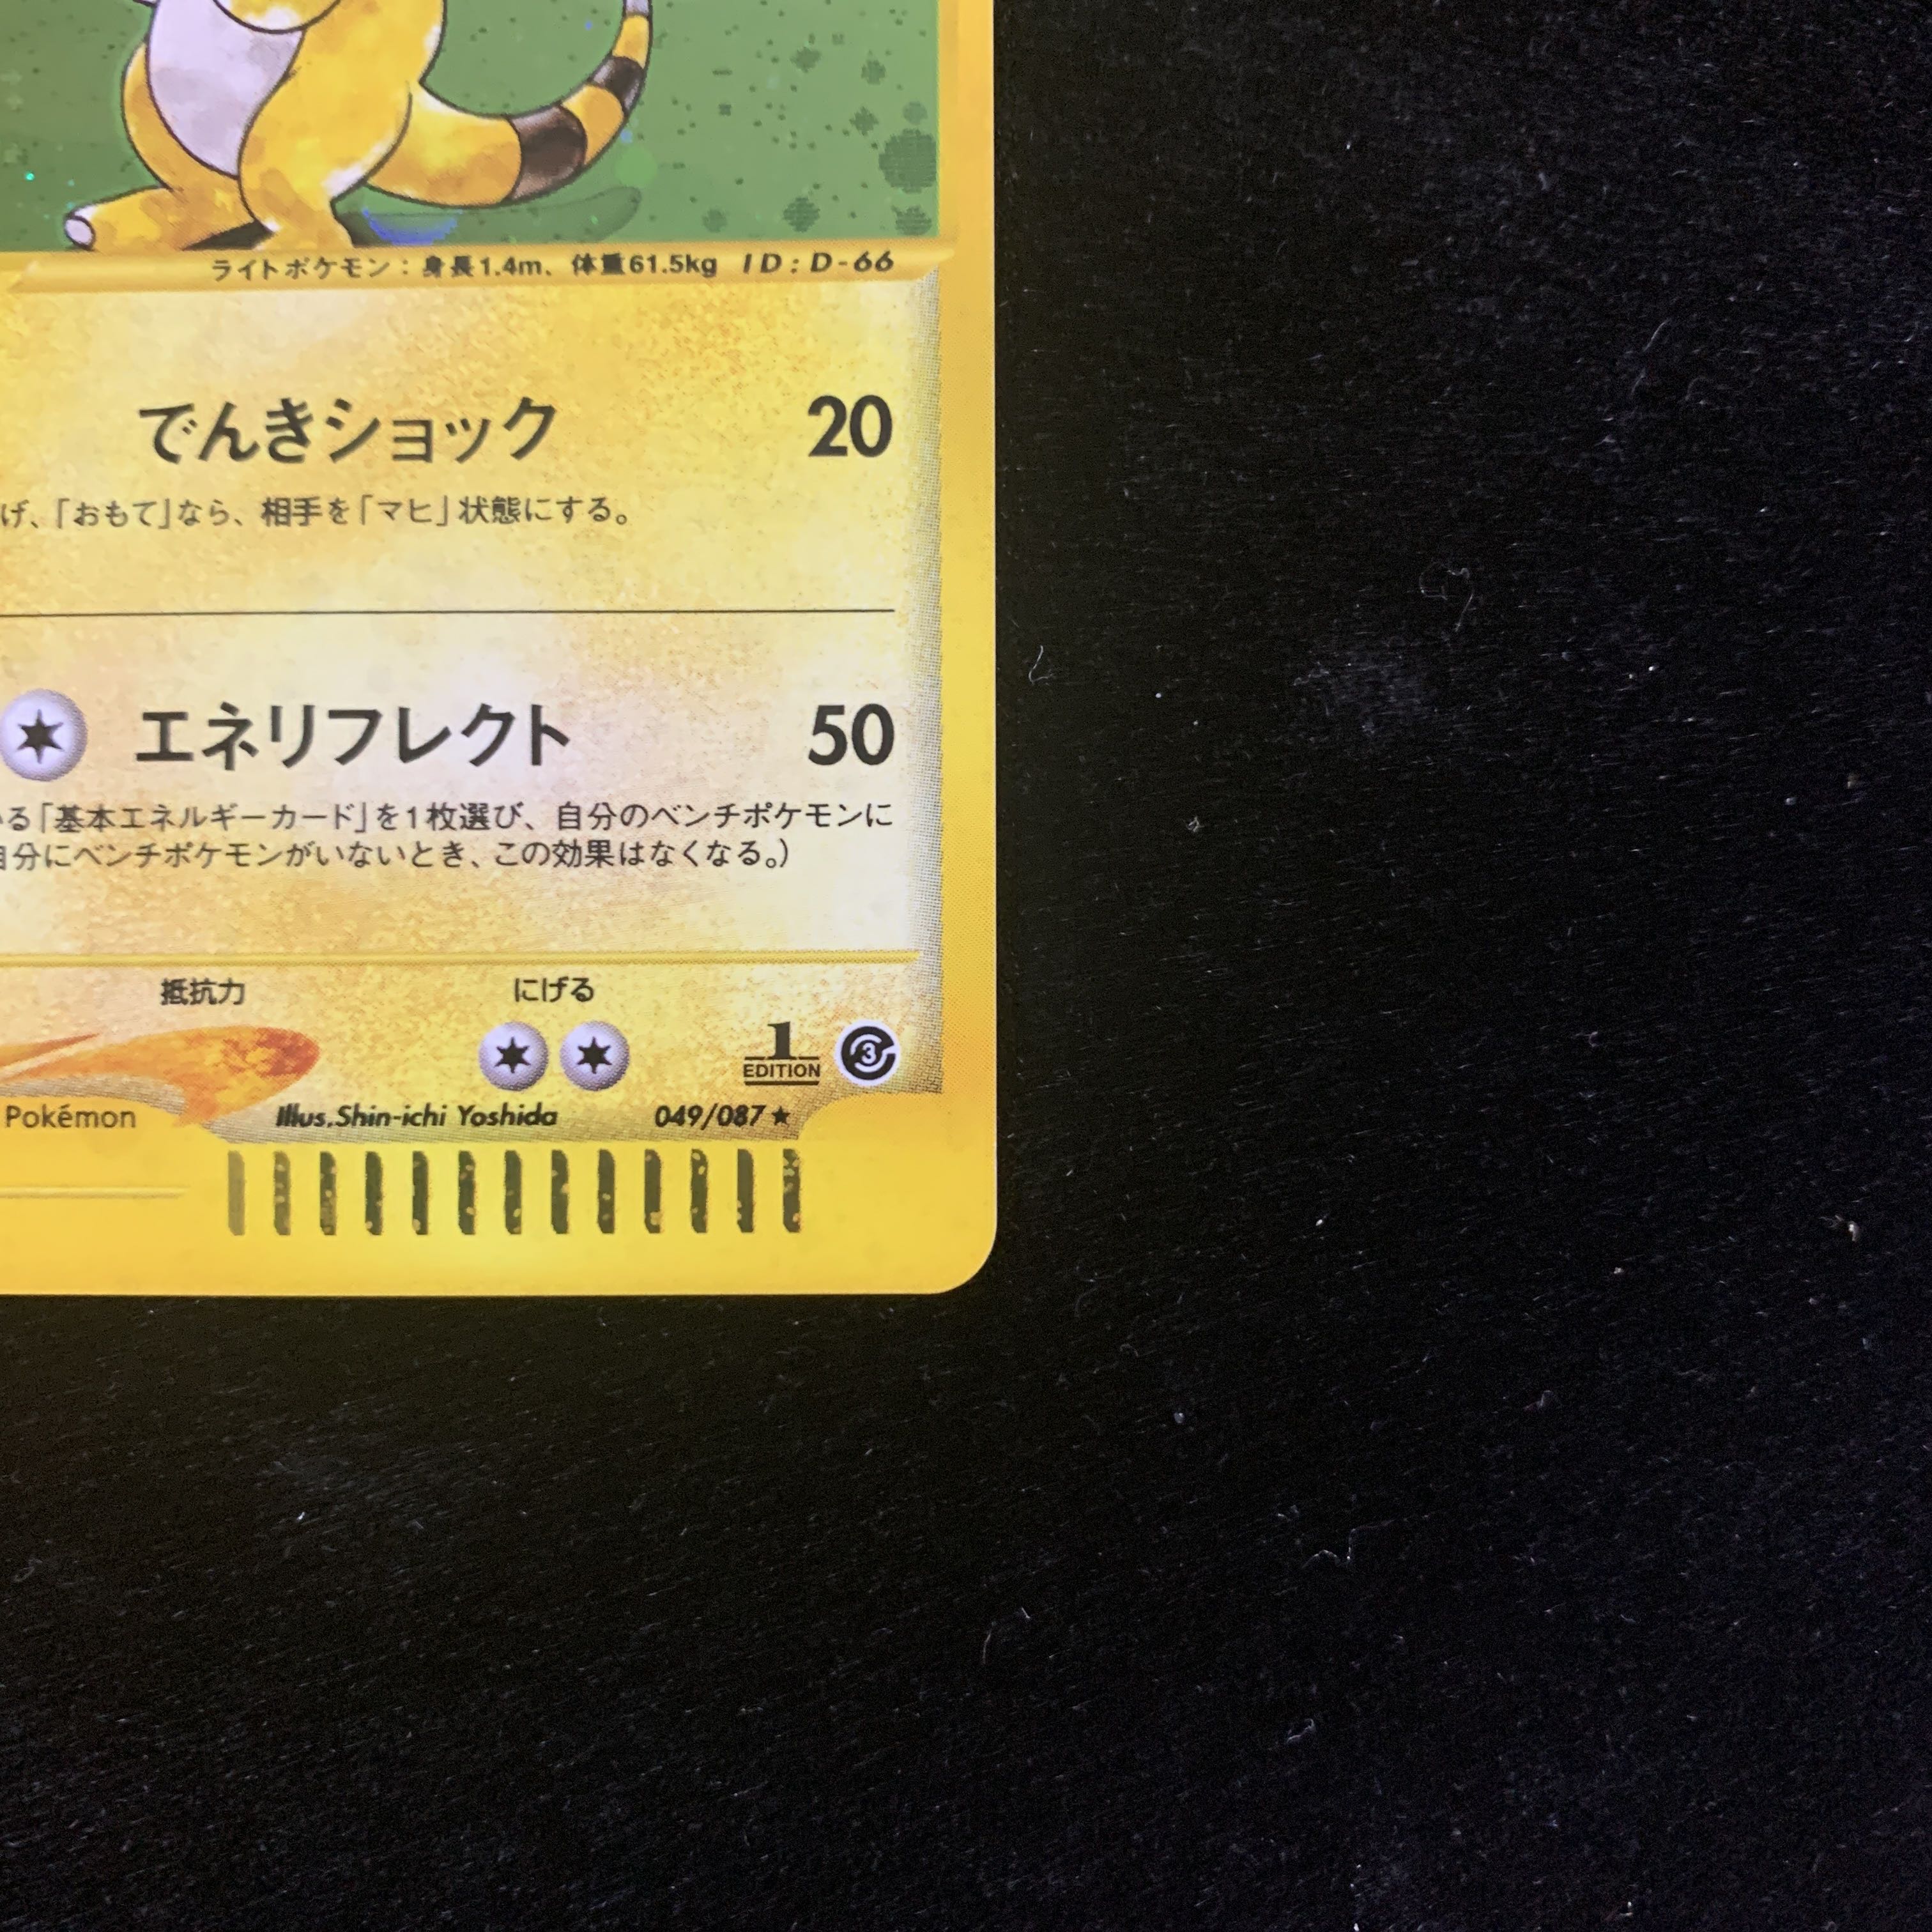 ライトポケモン：身長1.4m、体重61.5kg ID：D-66
でんきショック 20
げ、「おもて」なら、相手を「マヒ」状態にする。
エネリフレクト 50
る「基本エネルギーカード」を1枚選び、自分のベンチポケモンに
自分にベンチポケモンがいないとき、この効果はなくなる。）
抵抗力 にげる
1 EDITION 3
Pokémon Illus.Shin-ichi Yoshida 049/087★